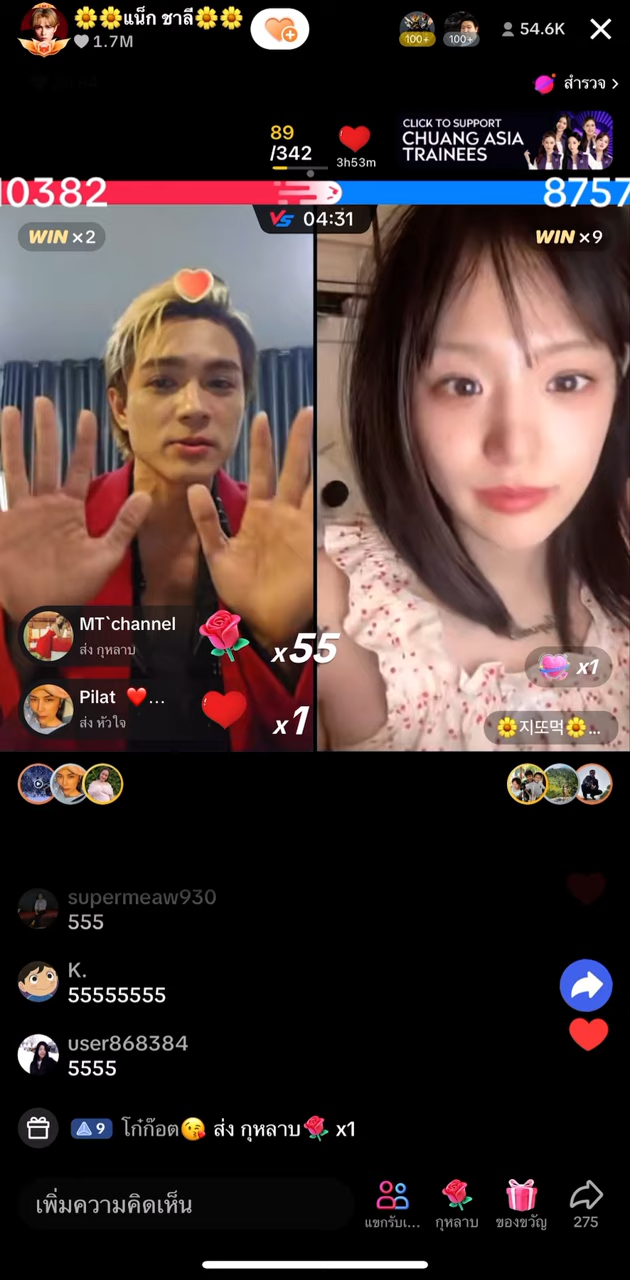 🌼🌼แน็ก ชาลี🌼🌼
1.7M
100+
100+
54.6K
สำรวจ >
89
/342
3h53m
CLICK TO SUPPORT
CHUANG ASIA
TRAINEES
10382
8757
VS 04:31
WIN x2
WIN x9
MT`channel
ส่ง กุหลาบ
x55
Pilat ❤️...
ส่ง หัวใจ
x1
x1
🌼지또먹🌼...
supermeaw930
555
K.
55555555
user868384
5555
9 โก๋ก๊อต😘 ส่ง กุหลาบ🌹 x1
เพิ่มความคิดเห็น
แขกรับเ...
กุหลาบ
ของขวัญ
275